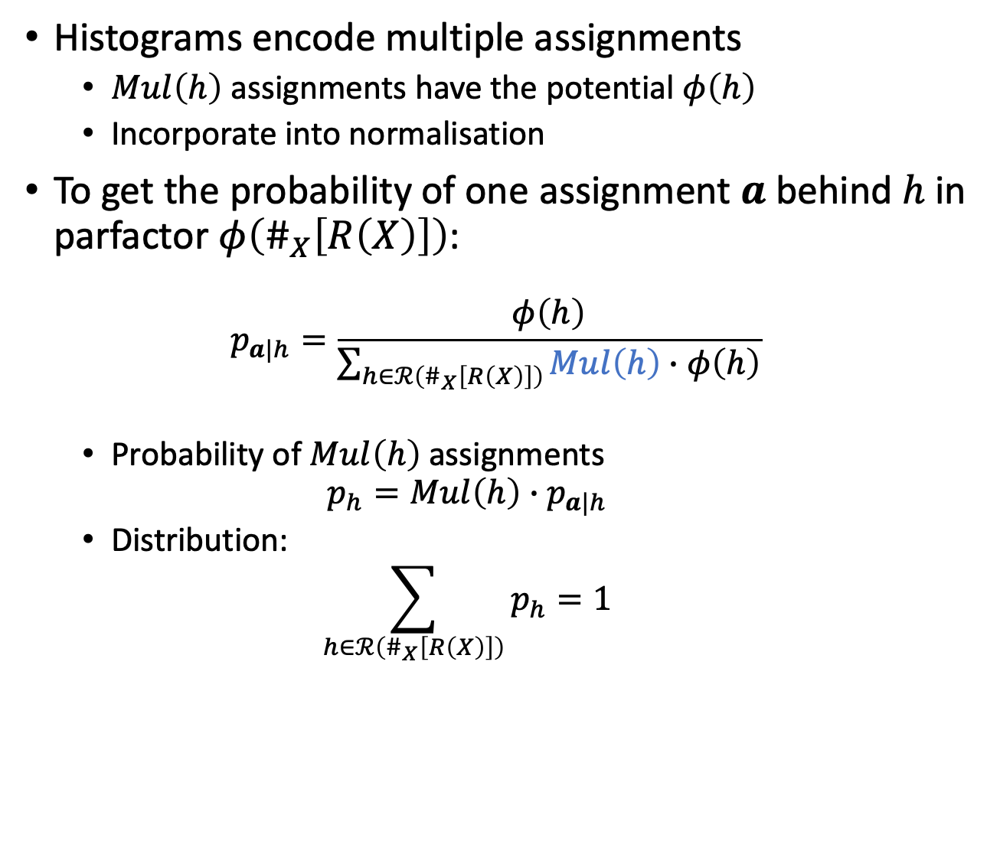 • Histograms encode multiple assignments
• Mul(h) assignments have the potential ϕ(h)
• Incorporate into normalisation
• To get the probability of one assignment 𝒂 behind h in
parfactor ϕ(#_X[R(X)]):
p_{𝒂|h} = ϕ(h) / ∑_{h∈ℛ(#_X[R(X)])} Mul(h) · ϕ(h)
• Probability of Mul(h) assignments
p_h = Mul(h) · p_{𝒂|h}
• Distribution:
∑_{h∈ℛ(#_X[R(X)])} p_h = 1